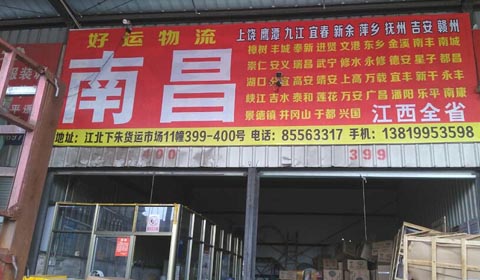 好运物流
南昌
上饶 鹰潭 九江 宜春 新余 萍乡 抚州 吉安 赣州
樟树 丰城 奉新 进贤 文港 东乡 金溪 南丰 南城
崇仁 安义 瑞昌 武宁 修水 永修 德安 星子 都昌
湖口 永宜 高安 靖安 上高 万载 宜丰 新干 永丰
峡江 吉水 泰和 莲花 万安 广昌 鄱阳 乐平 南康
景德镇 井冈山 于都 兴国
江西全省
地址：江北下朱货运市场11幢399-400号 电话：85563317 手机：13819953598
400
399